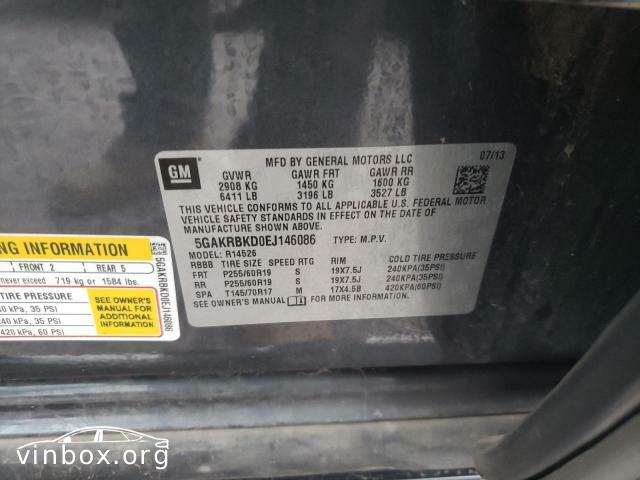 GM
MFD BY GENERAL MOTORS LLC 07/13
GVWR GAWR FRT GAWR RR
2908 KG 1450 KG 1600 KG
6411 LB 3196 LB 3527 LB
THIS VEHICLE CONFORMS TO ALL APPLICABLE U.S. FEDERAL MOTOR
VEHICLE SAFETY STANDARDS IN EFFECT ON THE DATE OF
MANUFACTURE SHOWN ABOVE.
5GAKRBKD0EJ146086 TYPE: M.P.V.
MODEL: R14526
RBBB TIRE SIZE SPEED RTG RIM COLD TIRE PRESSURE
FRT P255/60R19 S 19X7.5J 240KPA(35PSI)
RR P255/60R19 S 19X7.5J 240KPA(35PSI)
SPA T145/70R17 M 17X4.5B 420KPA(60PSI)
SEE OWNER'S MANUAL FOR MORE INFORMATION.
NG INFORMATION
FRONT 2 REAR 5
never exceed 719 kg or 1584 lbs.
TIRE PRESSURE
0 kPa, 35 PSI
240 kPa, 35 PSI
420 kPa, 60 PSI
SEE OWNER'S
MANUAL FOR
ADDITIONAL
INFORMATION
5GAKRBKD0EJ146086
vinbox.org